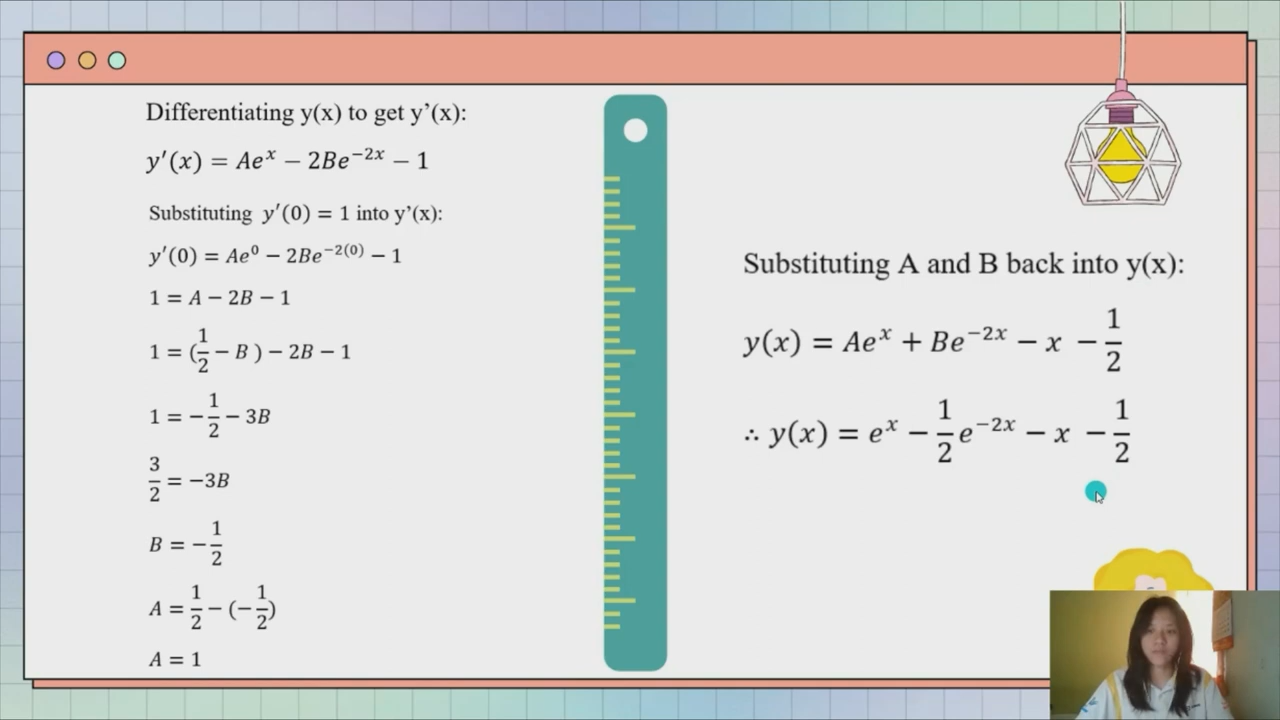 Differentiating y(x) to get y'(x):
y′(x) = Ae^x − 2Be^{−2x} − 1
Substituting y′(0) = 1 into y'(x):
y′(0) = Ae^0 − 2Be^{−2(0)} − 1
1 = A − 2B − 1
1 = (1/2 − B ) − 2B − 1
1 = −1/2 − 3B
3/2 = −3B
B = −1/2
A = 1/2 − (−1/2)
A = 1
Substituting A and B back into y(x):
y(x) = Ae^x + Be^{−2x} − x − 1/2
∴ y(x) = e^x − 1/2 e^{−2x} − x − 1/2